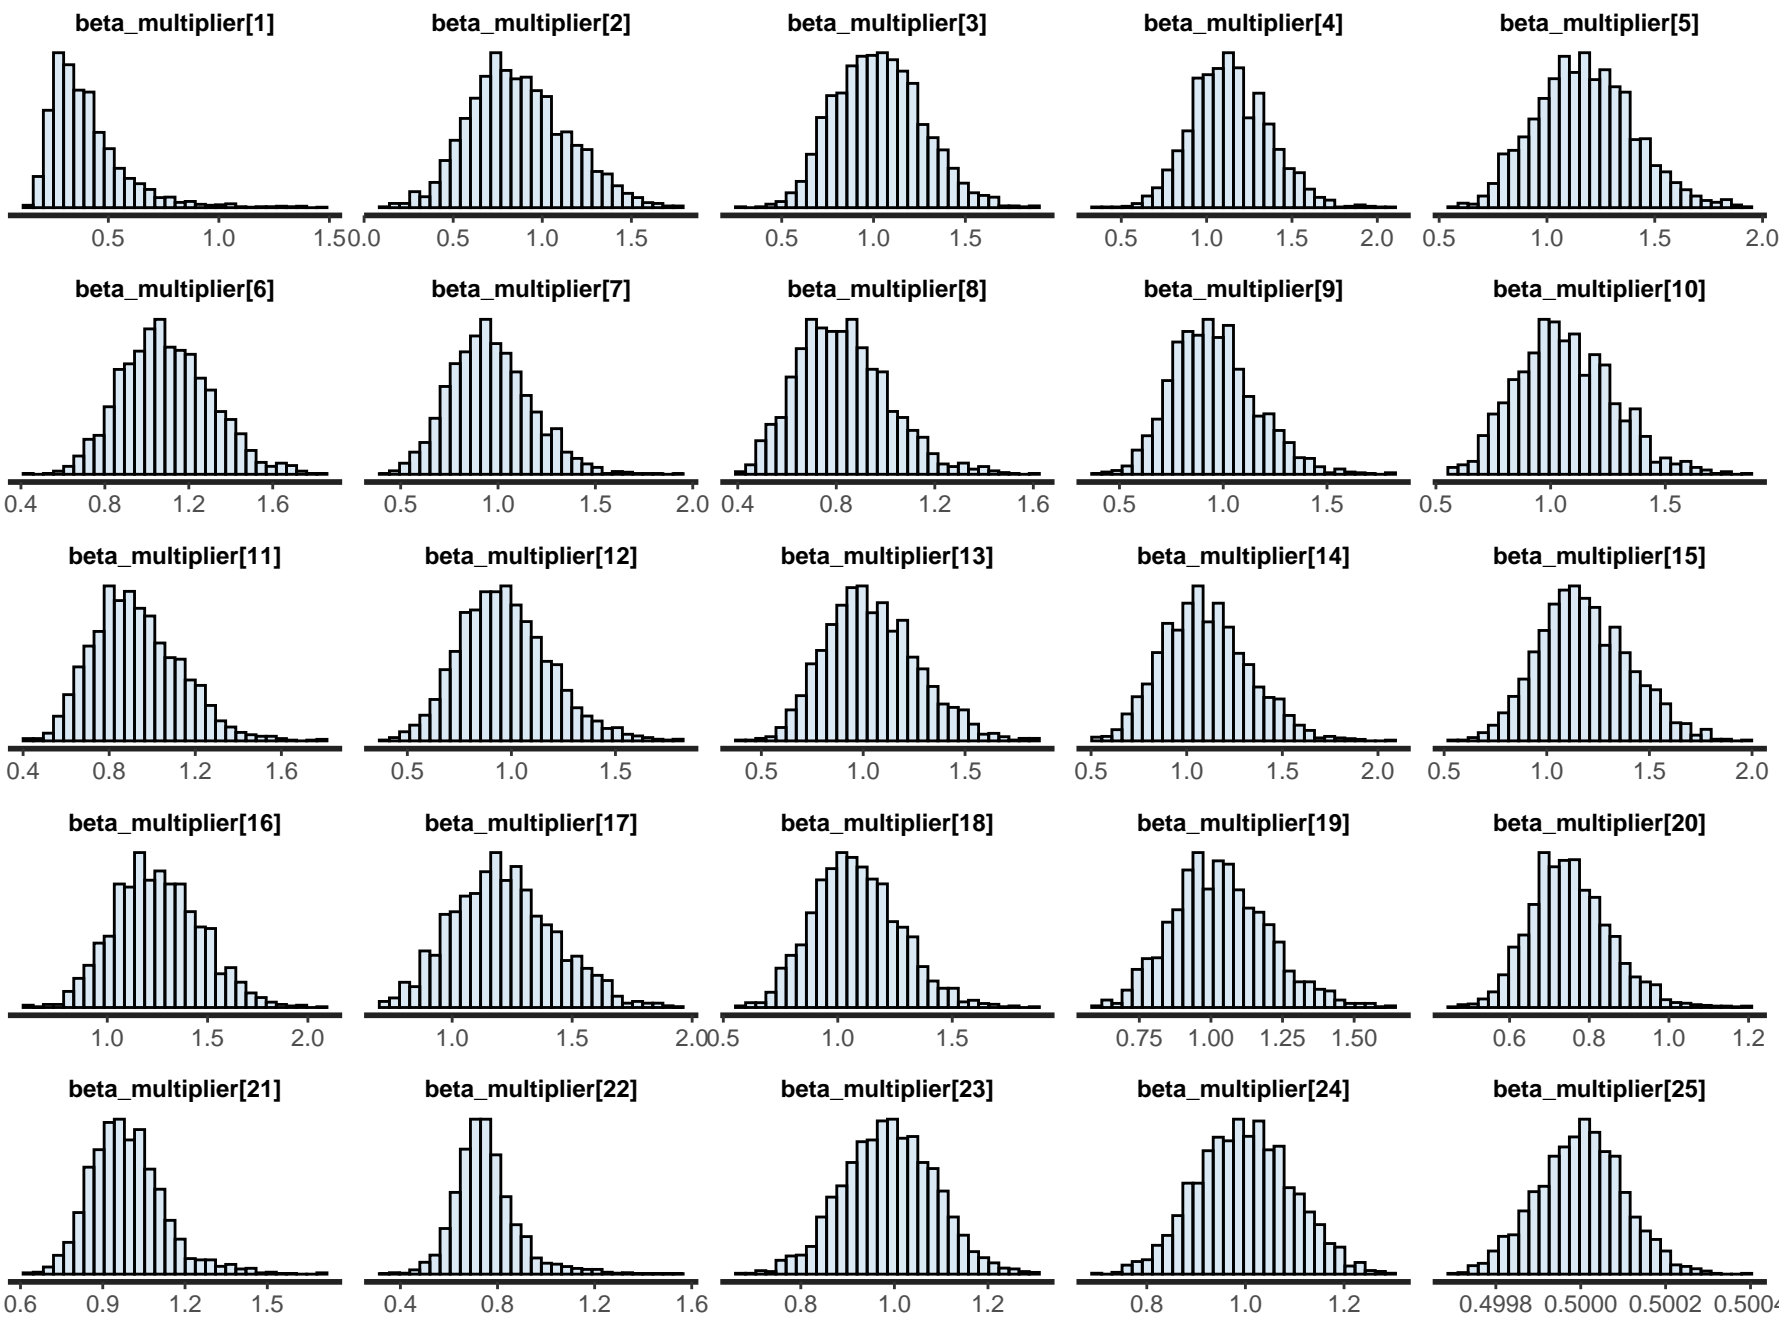 beta_multiplier[1] beta_multiplier[2] beta_multiplier[3] beta_multiplier[4] beta_multiplier[5]
0.5 1.0 1.5 0.0 0.5 1.0 1.5 0.5 1.0 1.5 0.5 1.0 1.5 2.0 0.5 1.0 1.5 2.0
beta_multiplier[6] beta_multiplier[7] beta_multiplier[8] beta_multiplier[9] beta_multiplier[10]
0.4 0.8 1.2 1.6 0.5 1.0 1.5 2.0 0.4 0.8 1.2 1.6 0.5 1.0 1.5 0.5 1.0 1.5
beta_multiplier[11] beta_multiplier[12] beta_multiplier[13] beta_multiplier[14] beta_multiplier[15]
0.4 0.8 1.2 1.6 0.5 1.0 1.5 0.5 1.0 1.5 0.5 1.0 1.5 2.0 0.5 1.0 1.5 2.0
beta_multiplier[16] beta_multiplier[17] beta_multiplier[18] beta_multiplier[19] beta_multiplier[20]
1.0 1.5 2.0 1.0 1.5 2.0 0.5 1.0 1.5 0.75 1.00 1.25 1.50 0.6 0.8 1.0 1.2
beta_multiplier[21] beta_multiplier[22] beta_multiplier[23] beta_multiplier[24] beta_multiplier[25]
0.6 0.9 1.2 1.5 0.4 0.8 1.2 1.6 0.8 1.0 1.2 0.8 1.0 1.2 0.4998 0.5000 0.5002 0.5004